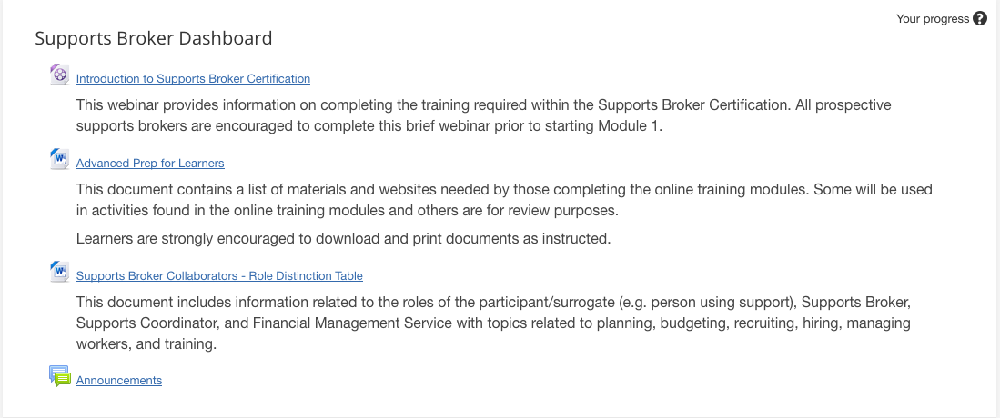 Your progress
Supports Broker Dashboard
Introduction to Supports Broker Certification
This webinar provides information on completing the training required within the Supports Broker Certification. All prospective
supports brokers are encouraged to complete this brief webinar prior to starting Module 1.
Advanced Prep for Learners
This document contains a list of materials and websites needed by those completing the online training modules. Some will be used
in activities found in the online training modules and others are for review purposes.
Learners are strongly encouraged to download and print documents as instructed.
Supports Broker Collaborators - Role Distinction Table
This document includes information related to the roles of the participant/surrogate (e.g. person using support), Supports Broker,
Supports Coordinator, and Financial Management Service with topics related to planning, budgeting, recruiting, hiring, managing
workers, and training.
Announcements